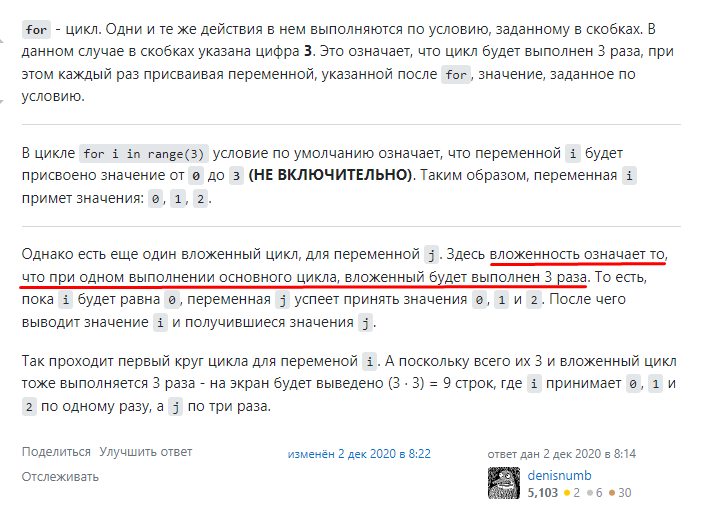 for - цикл. Одни и те же действия в нем выполняются по условию, заданному в скобках. В
данном случае в скобках указана цифра 3. Это означает, что цикл будет выполнен 3 раза, при
этом каждый раз присваивая переменной, указанной после for, значение, заданное по
условию.
В цикле for i in range(3) условие по умолчанию означает, что переменной i будет
присвоено значение от 0 до 3 (НЕ ВКЛЮЧИТЕЛЬНО). Таким образом, переменная i
примет значения: 0, 1, 2.
Однако есть еще один вложенный цикл, для переменной j. Здесь вложенность означает то,
что при одном выполнении основного цикла, вложенный будет выполнен 3 раза. То есть,
пока i будет равна 0, переменная j успеет принять значения 0, 1 и 2. После чего
выводит значение i и получившиеся значения j.
Так проходит первый круг цикла для переменой i. А поскольку всего их 3 и вложенный цикл
тоже выполняется 3 раза - на экран будет выведено (3 · 3) = 9 строк, где i принимает 0, 1 и
2 по одному разу, а j по три раза.
Поделиться Улучшить ответ изменён 2 дек 2020 в 8:22 ответ дан 2 дек 2020 в 8:14
Отслеживать
denisnumb
5,103 2 6 30